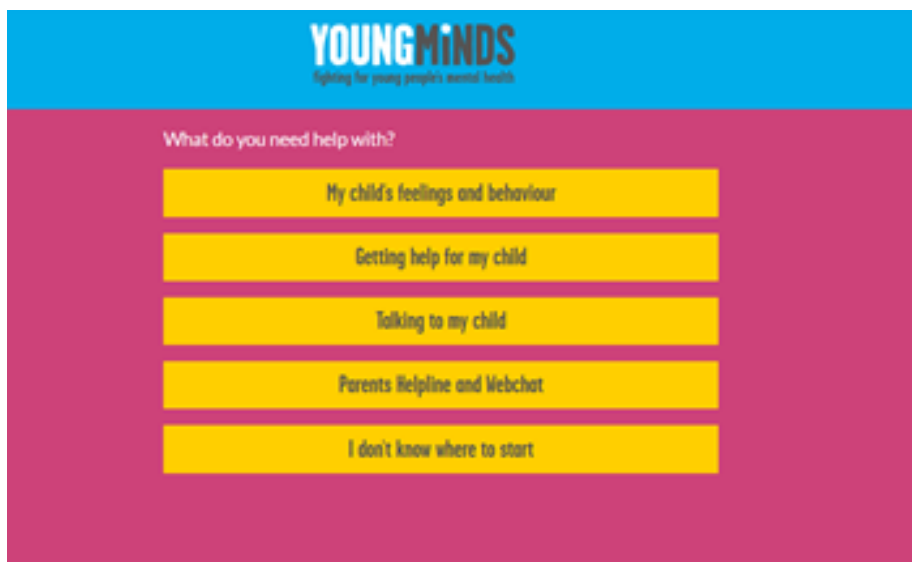 YOUNGMiNDS
fighting for young people's mental health
What do you need help with?
My child's feelings and behaviour
Getting help for my child
Talking to my child
Parents Helpline and Webchat
I don't know where to start